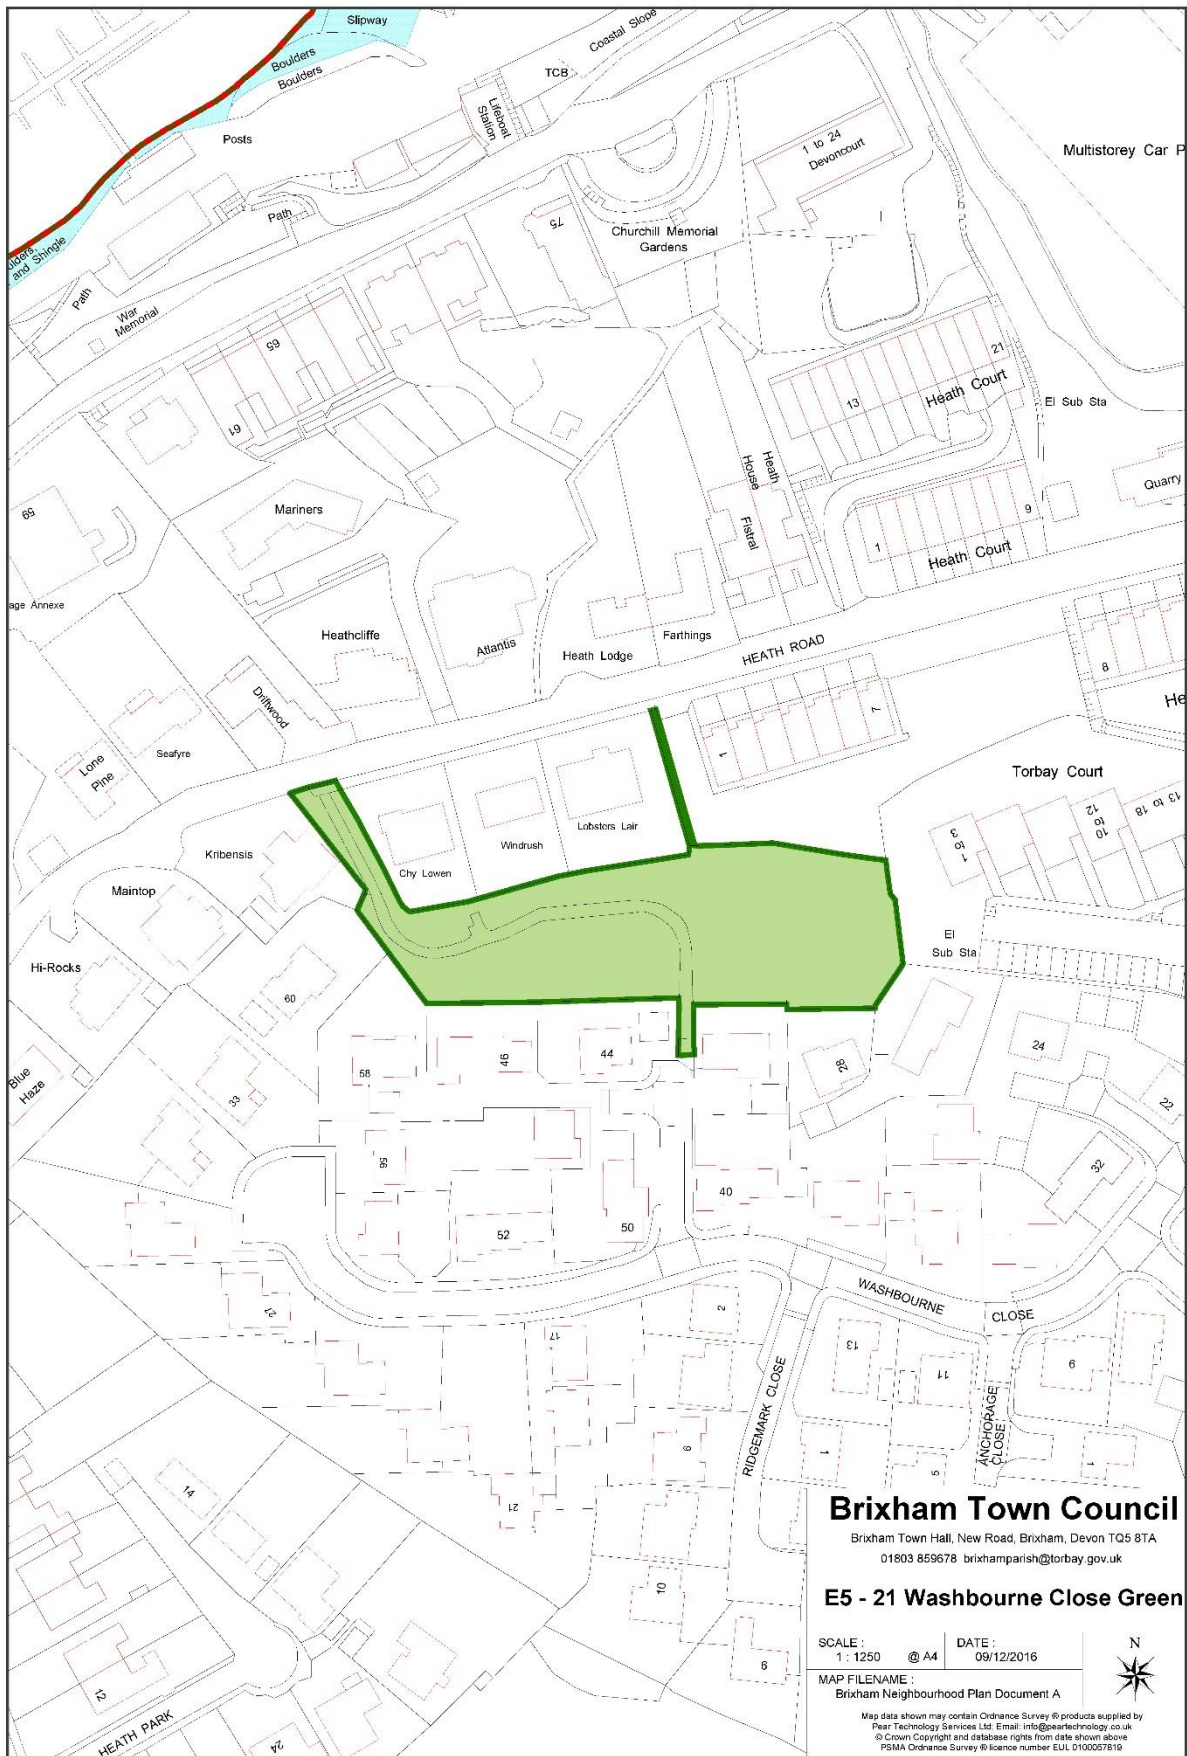 Slipway
Boulders
Boulders
Coastal Slope
TCB
Lifeboat
Station
Posts
1 to 24
Devoncourt
Multistorey Car P
Path
75
Churchill Memorial
Gardens
and Shingle
Path
War
Memorial
65
61
21
Heath Court
13
El Sub Sta
Heath
House
Quarry
59
Mariners
Fistral
9
1
Heath Court
age Annexe
Heathcliffe
Atlantis
Heath Lodge
Farthings
HEATH ROAD
8
He
Driftwood
Seafyre
Lone
Pine
1
7
Torbay Court
1 to 3
10 to 12
13 to 18
Kribensis
Chy Lowen
Windrush
Lobsters Lair
Maintop
Hi-Rocks
El
Sub Sta
60
Blue
Haze
58
46
44
28
24
22
33
56
32
40
52
50
27
WASHBOURNE
CLOSE
2
17
13
11
9
RIDGEMARK CLOSE
ANCHORAGE
CLOSE
1
5
1
14
21
10
6
12
24
HEATH PARK
Brixham Town Council
Brixham Town Hall, New Road, Brixham, Devon TQ5 8TA
01803 859678 brixhamparish@torbay.gov.uk
E5 - 21 Washbourne Close Green
SCALE :
1 : 1250 @ A4
DATE :
09/12/2016
N
MAP FILENAME :
Brixham Neighbourhood Plan Document A
Map data shown may contain Ordnance Survey ® products supplied by
Pear Technology Services Ltd; Email: info@peartechnology.co.uk
© Crown Copyright and database rights from date shown above
PSMA Ordnance Survey ® licence number EUL 0100057819